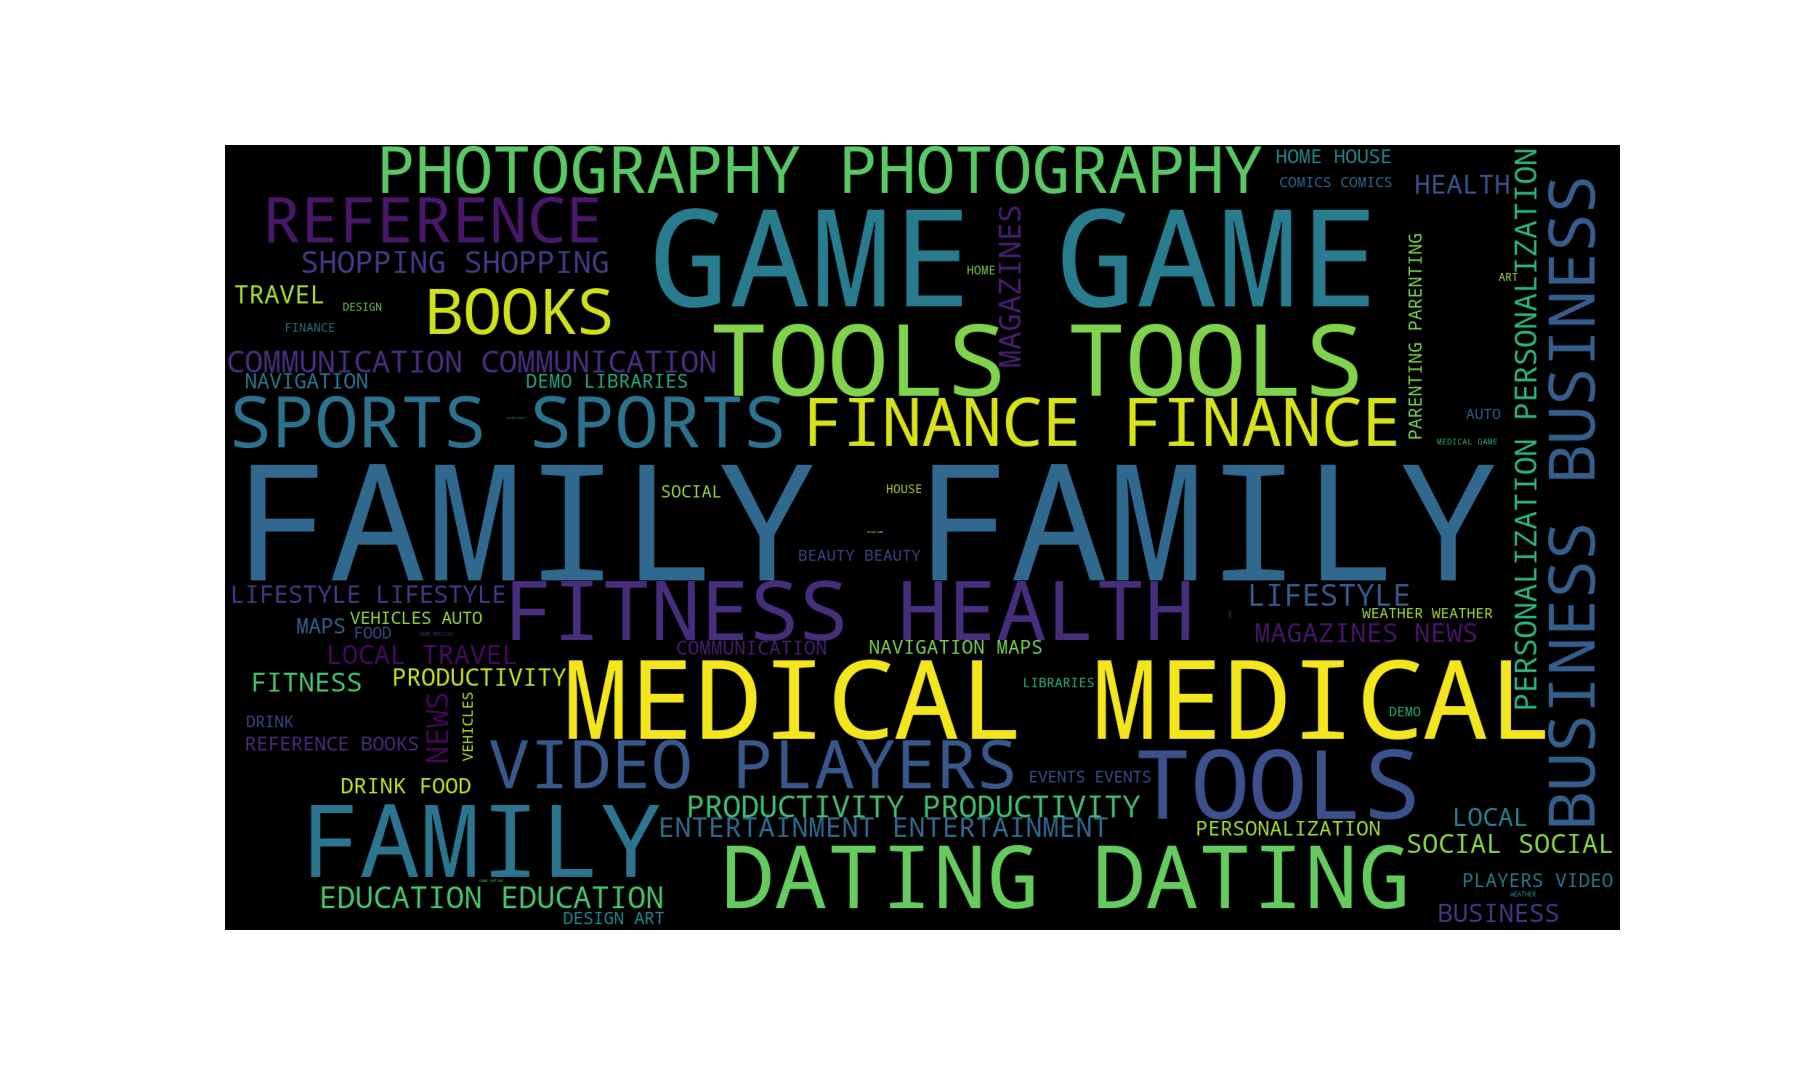 PHOTOGRAPHY PHOTOGRAPHY
HOME HOUSE
COMICS COMICS
HEALTH
PERSONALIZATION PERSONALIZATION
BUSINESS BUSINESS
REFERENCE
GAME GAME
MAGAZINES
SHOPPING SHOPPING
HOME
ART
PARENTING PARENTING
TRAVEL
DESIGN
BOOKS
FINANCE
TOOLS TOOLS
COMMUNICATION COMMUNICATION
NAVIGATION
DEMO LIBRARIES
SPORTS SPORTS
FINANCE FINANCE
AUTO
MEDICAL GAME
FAMILY FAMILY
SOCIAL
HOUSE
BEAUTY BEAUTY
LIFESTYLE LIFESTYLE
FITNESS HEALTH
LIFESTYLE
VEHICLES AUTO
WEATHER WEATHER
MAPS
FOOD
GAME MEDICAL
MAGAZINES NEWS
LOCAL TRAVEL
COMMUNICATION
NAVIGATION MAPS
FITNESS
PRODUCTIVITY
MEDICAL MEDICAL
LIBRARIES
NEWS
VEHICLES
DEMO
DRINK
REFERENCE BOOKS
VIDEO PLAYERS
EVENTS EVENTS
TOOLS
DRINK FOOD
PRODUCTIVITY PRODUCTIVITY
FAMILY
ENTERTAINMENT ENTERTAINMENT
PERSONALIZATION
LOCAL
SOCIAL SOCIAL
DATING DATING
GAME DATING
PLAYERS VIDEO
EDUCATION EDUCATION
WEATHER
DESIGN ART
BUSINESS